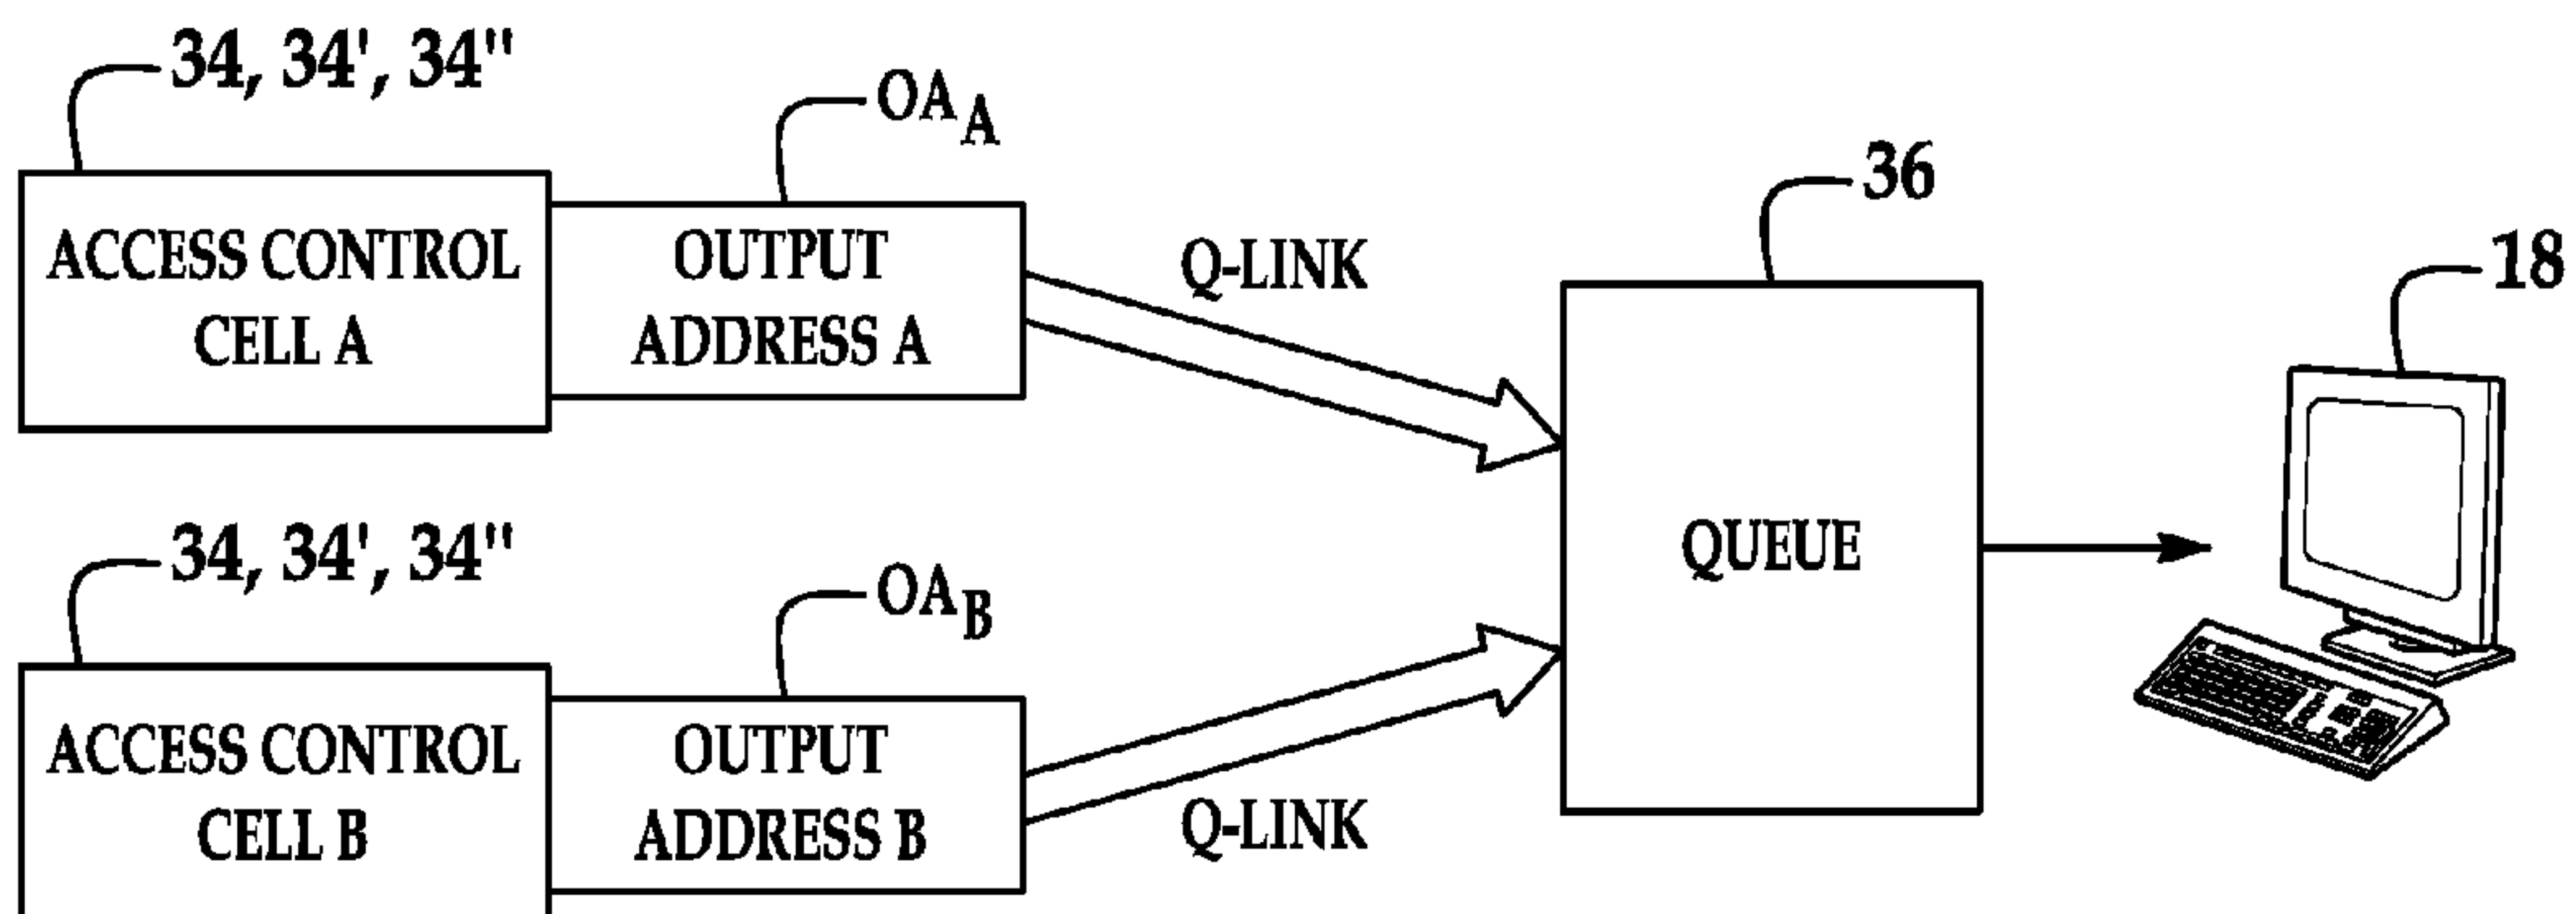 34, 34', 34"
OA_A
36
18
ACCESS CONTROL
CELL A
OUTPUT
ADDRESS A
Q-LINK
QUEUE
34, 34', 34"
OA_B
ACCESS CONTROL
CELL B
OUTPUT
ADDRESS B
Q-LINK